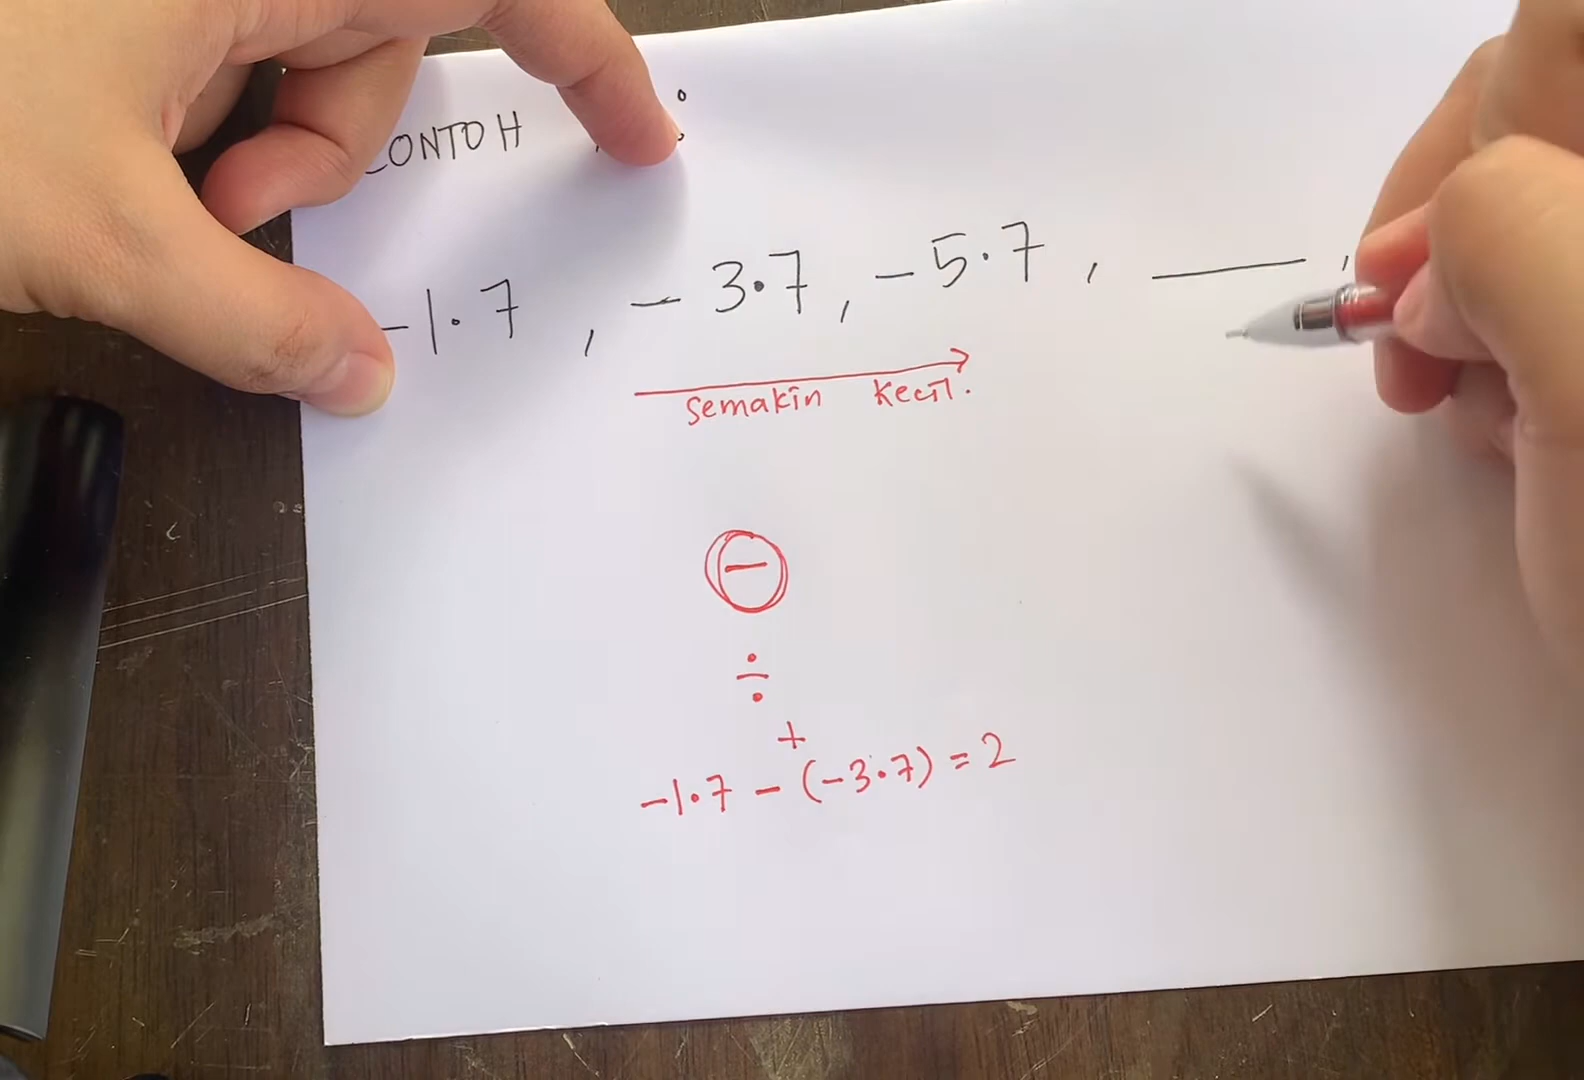 CONTOH :
-1.7 , -3.7, -5.7 , ____ ,
Semakin Kecil.
-
÷
+
-1.7 - (-3.7) = 2